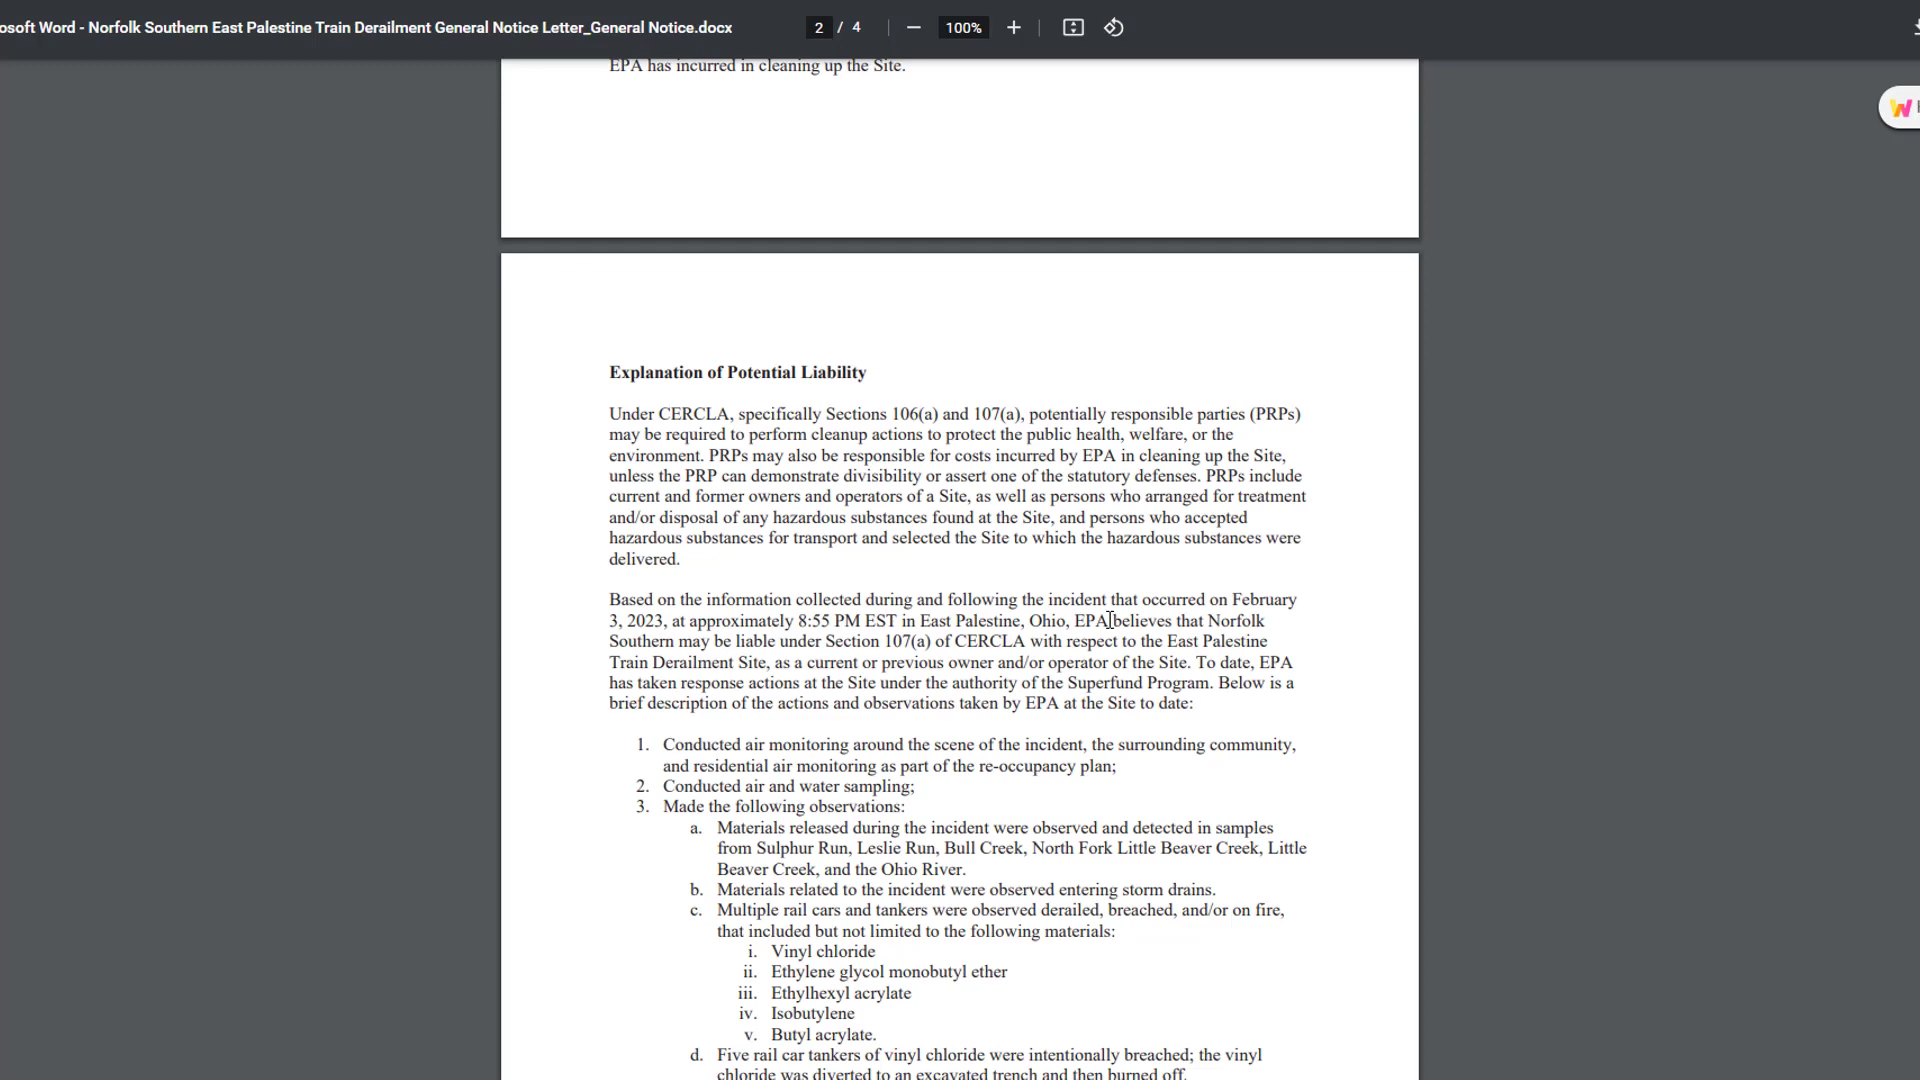 osoft Word - Norfolk Southern East Palestine Train Derailment General Notice Letter_General Notice.docx
2 / 4
100%
EPA has incurred in cleaning up the Site.
Explanation of Potential Liability
Under CERCLA, specifically Sections 106(a) and 107(a), potentially responsible parties (PRPs)
may be required to perform cleanup actions to protect the public health, welfare, or the
environment. PRPs may also be responsible for costs incurred by EPA in cleaning up the Site,
unless the PRP can demonstrate divisibility or assert one of the statutory defenses. PRPs include
current and former owners and operators of a Site, as well as persons who arranged for treatment
and/or disposal of any hazardous substances found at the Site, and persons who accepted
hazardous substances for transport and selected the Site to which the hazardous substances were
delivered.
Based on the information collected during and following the incident that occurred on February
3, 2023, at approximately 8:55 PM EST in East Palestine, Ohio, EPA believes that Norfolk
Southern may be liable under Section 107(a) of CERCLA with respect to the East Palestine
Train Derailment Site, as a current or previous owner and/or operator of the Site. To date, EPA
has taken response actions at the Site under the authority of the Superfund Program. Below is a
brief description of the actions and observations taken by EPA at the Site to date:
1. Conducted air monitoring around the scene of the incident, the surrounding community,
and residential air monitoring as part of the re-occupancy plan;
2. Conducted air and water sampling;
3. Made the following observations:
a. Materials released during the incident were observed and detected in samples
from Sulphur Run, Leslie Run, Bull Creek, North Fork Little Beaver Creek, Little
Beaver Creek, and the Ohio River.
b. Materials related to the incident were observed entering storm drains.
c. Multiple rail cars and tankers were observed derailed, breached, and/or on fire,
that included but not limited to the following materials:
i. Vinyl chloride
ii. Ethylene glycol monobutyl ether
iii. Ethylhexyl acrylate
iv. Isobutylene
v. Butyl acrylate.
d. Five rail car tankers of vinyl chloride were intentionally breached; the vinyl
chloride was diverted to an excavated trench and then burned off.